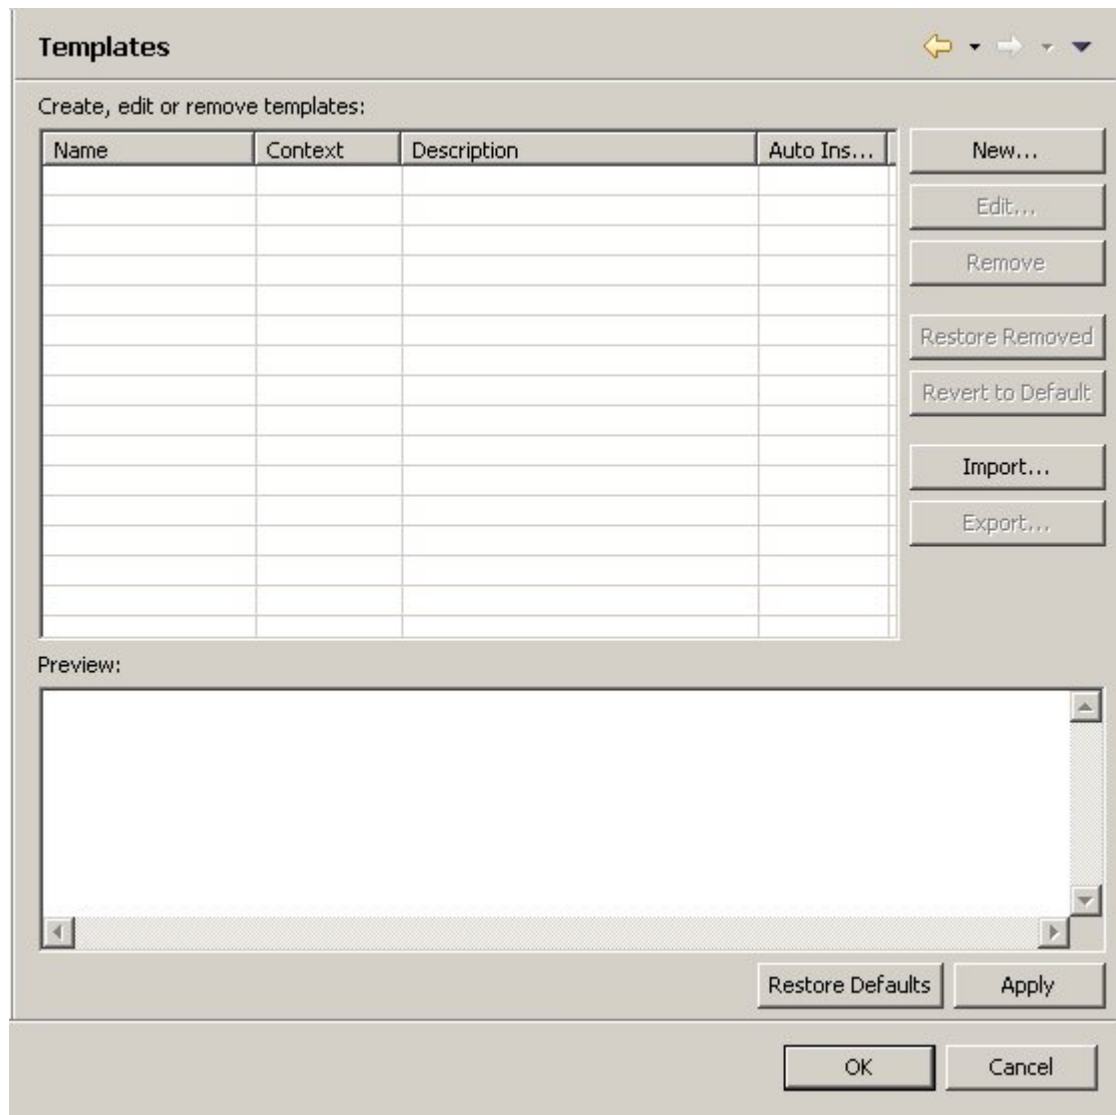 Templates
Create, edit or remove templates:
Name Context Description Auto Ins...
New...
Edit...
Remove
Restore Removed
Revert to Default
Import...
Export...
Preview:
Restore Defaults Apply
OK Cancel